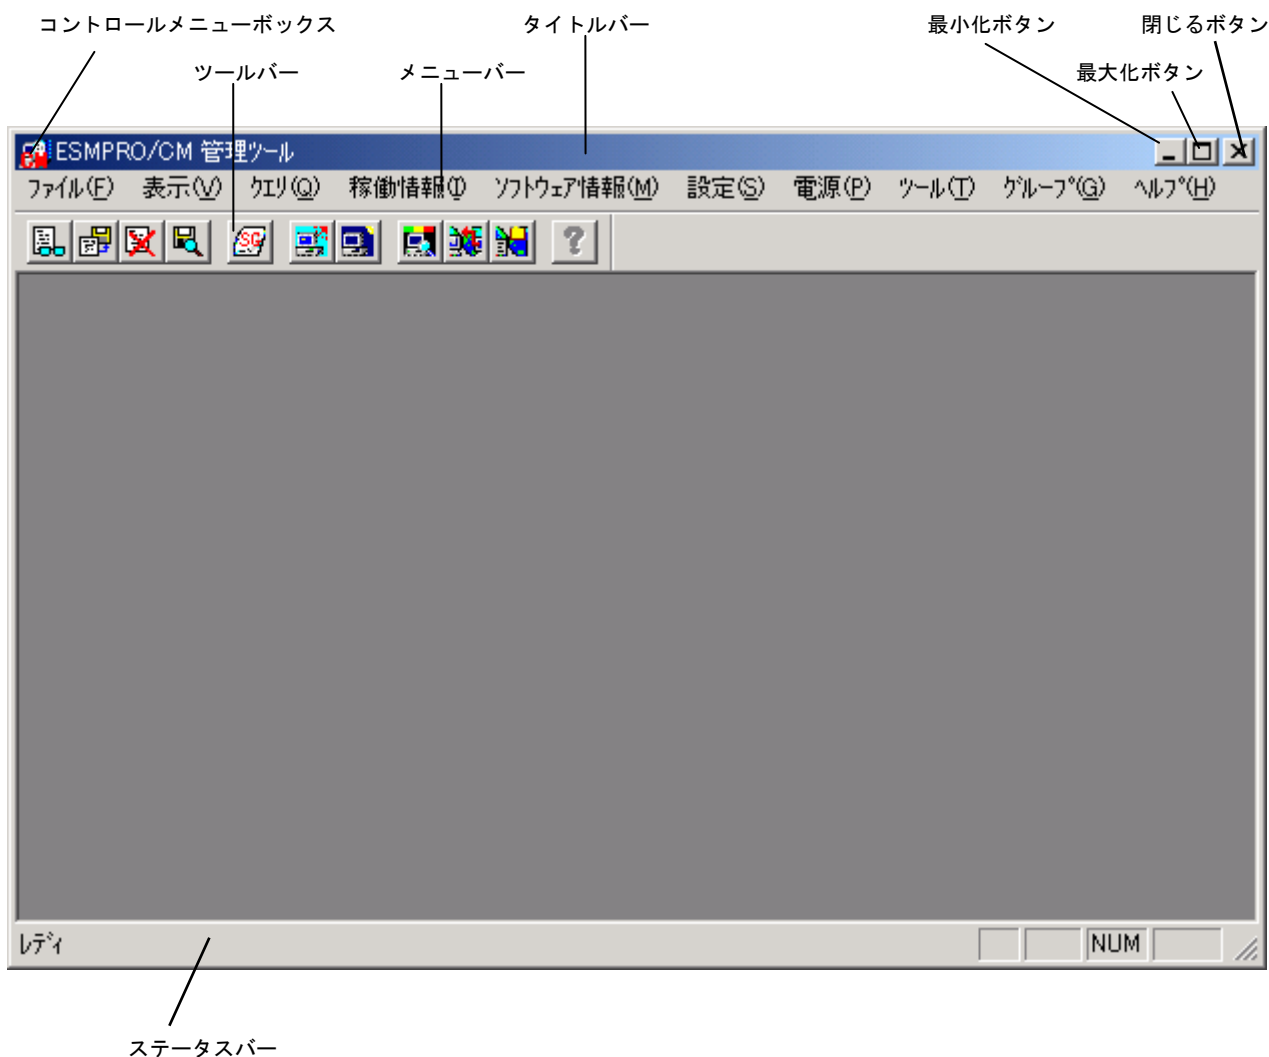 コントロールメニューボックス タイトルバー 最小化ボタン 閉じるボタン
ツールバー メニューバー 最大化ボタン
ESMPRO/CM 管理ﾂｰﾙ
ﾌｧｲﾙ(F) 表示(V) ｸｴﾘ(Q) 稼働情報(I) ｿﾌﾄｳｪｱ情報(M) 設定(S) 電源(P) ﾂｰﾙ(T) ｸﾞﾙｰﾌﾟ(G) ﾍﾙﾌﾟ(H)
SG ?
ﾚﾃﾞｨ NUM
ステータスバー